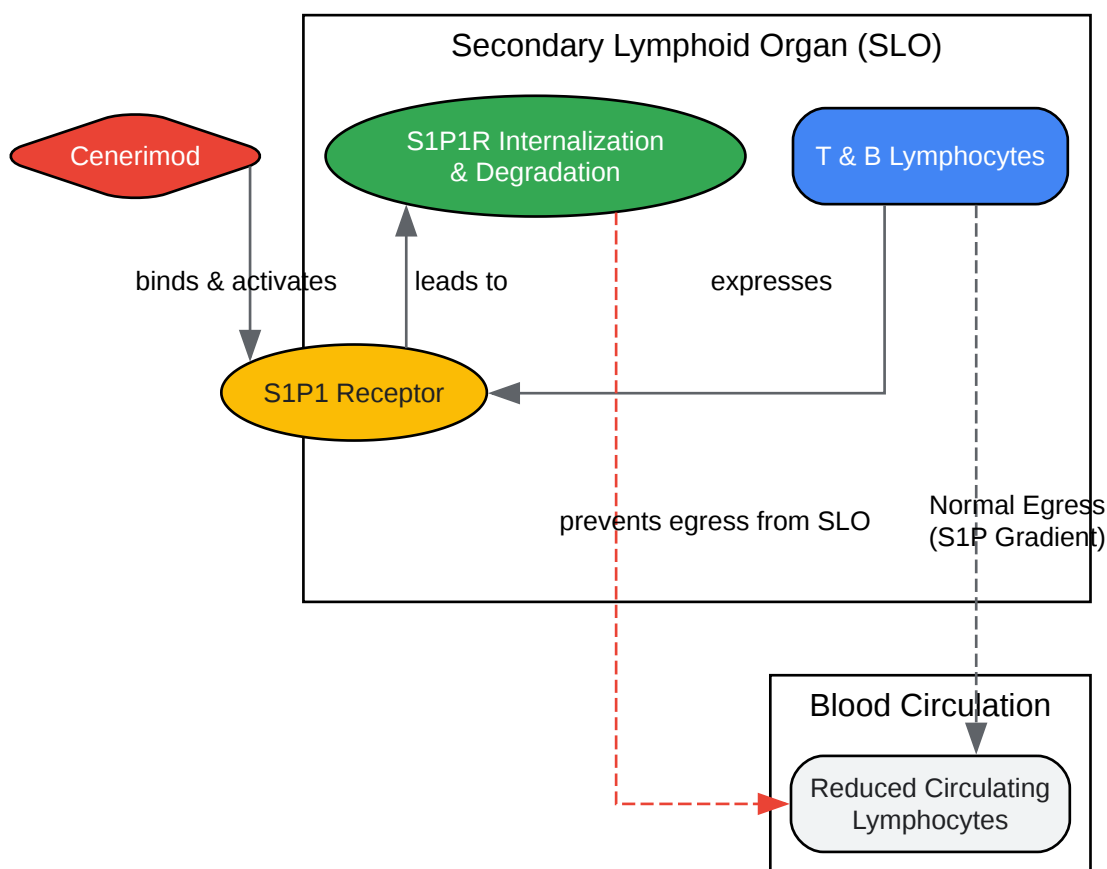 Secondary Lymphoid Organ (SLO)
Cenerimod
S1P1R Internalization
& Degradation
T & B Lymphocytes
binds & activates
leads to
expresses
S1P1 Receptor
prevents egress from SLO
Normal Egress
(S1P Gradient)
Blood Circulation
Reduced Circulating
Lymphocytes